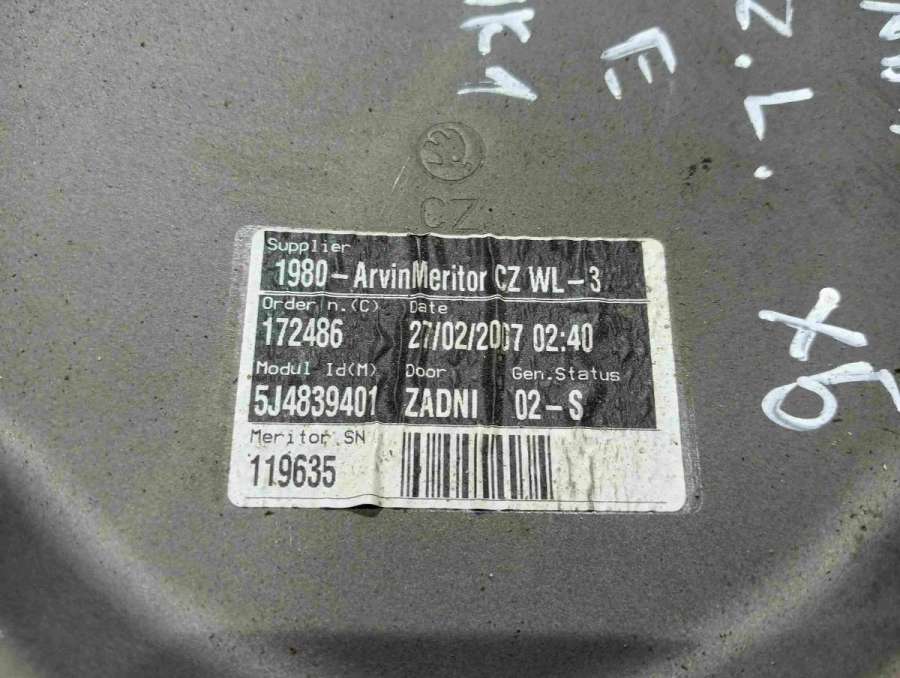 IK1
E
Z.L.
CZ
Supplier
1980-ArvinMeritor CZ WL-3
Order n.(C) Date
172486 27/02/2007 02:40
Modul Id(M) Door Gen.Status
5J4839401 ZADNI 02-S
Meritor SN
119635